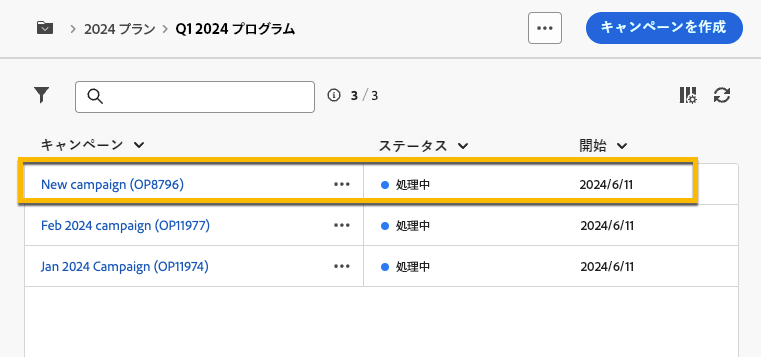 2024 プラン > Q1 2024 プログラム ... キャンペーンを作成
3 / 3
キャンペーン ステータス 開始
New campaign (OP8796) ... 処理中 2024/6/11
Feb 2024 campaign (OP11977) ... 処理中 2024/6/11
Jan 2024 Campaign (OP11974) ... 処理中 2024/6/11